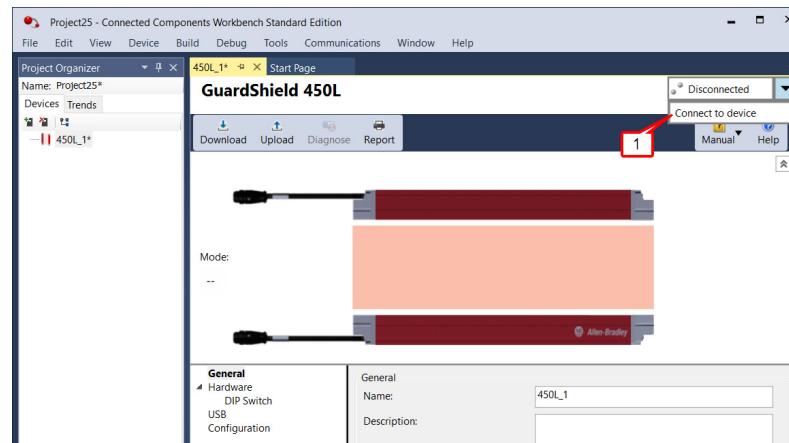 Project25 - Connected Components Workbench Standard Edition
File Edit View Device Build Debug Tools Communications Window Help
Project Organizer
450L_1* Start Page
Name: Project25*
GuardShield 450L
Disconnected
Devices Trends
Connect to device
450L_1*
Download Upload Diagnose Report
1
Manual Help
Mode:
--
Allen-Bradley
General
Hardware
DIP Switch
USB
Configuration
General
Name: 450L_1
Description: